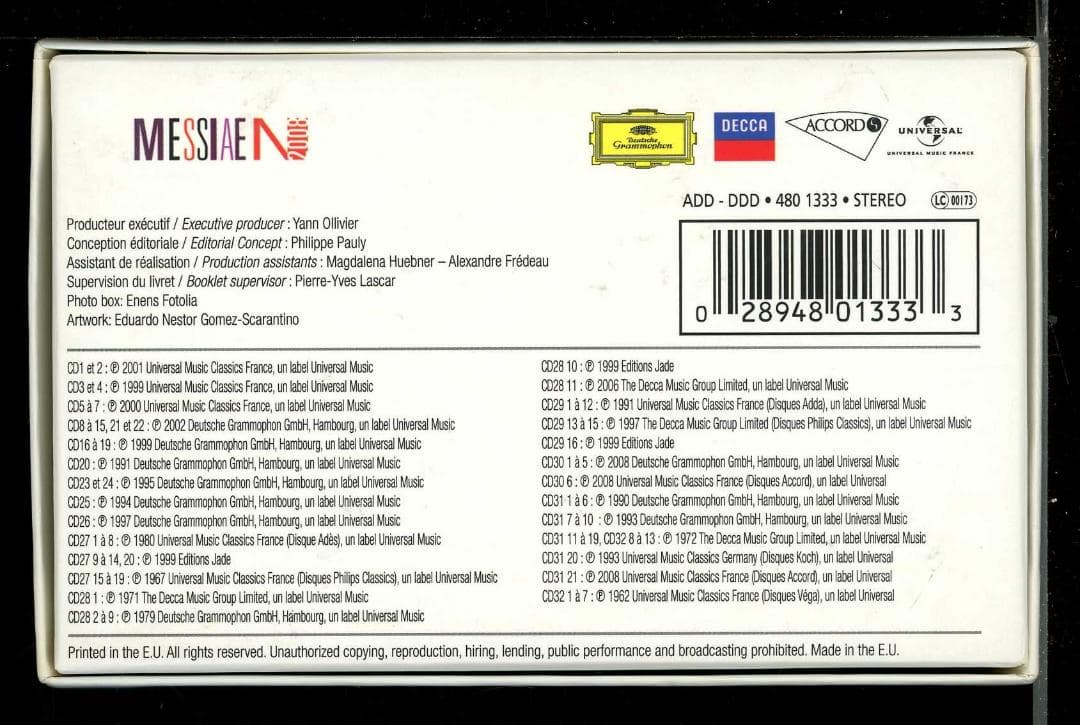 MESSIAEN 2008
Deutsche Grammophon
DECCA
ACCORD
UNIVERSAL
UNIVERSAL MUSIC FRANCE
ADD - DDD • 480 1333 • STEREO
LC 00173
0 28948 01333 3
Producteur exécutif / Executive producer : Yann Ollivier
Conception éditoriale / Editorial Concept : Philippe Pauly
Assistant de réalisation / Production assistants : Magdalena Huebner – Alexandre Frédeau
Supervision du livret / Booklet supervisor : Pierre-Yves Lascar
Photo box: Enens Fotolia
Artwork: Eduardo Nestor Gomez-Scarantino
CD1 et 2 : ℗ 2001 Universal Music Classics France, un label Universal Music
CD3 et 4 : ℗ 1999 Universal Music Classics France, un label Universal Music
CD5 à 7 : ℗ 2000 Universal Music Classics France, un label Universal Music
CD8 à 15, 21 et 22 : ℗ 2002 Deutsche Grammophon GmbH, Hambourg, un label Universal Music
CD16 à 19 : ℗ 1999 Deutsche Grammophon GmbH, Hambourg, un label Universal Music
CD20 : ℗ 1991 Deutsche Grammophon GmbH, Hambourg, un label Universal Music
CD23 et 24 : ℗ 1995 Deutsche Grammophon GmbH, Hambourg, un label Universal Music
CD25 : ℗ 1994 Deutsche Grammophon GmbH, Hambourg, un label Universal Music
CD26 : ℗ 1997 Deutsche Grammophon GmbH, Hambourg, un label Universal Music
CD27 1 à 8 : ℗ 1980 Universal Music Classics France (Disque Adès), un label Universal Music
CD27 9 à 14, 20 : ℗ 1999 Editions Jade
CD27 15 à 19 : ℗ 1967 Universal Music Classics France (Disques Philips Classics), un label Universal Music
CD28 1 : ℗ 1971 The Decca Music Group Limited, un label Universal Music
CD28 2 à 9 : ℗ 1979 Deutsche Grammophon GmbH, Hambourg, un label Universal Music
CD28 10 : ℗ 1999 Editions Jade
CD28 11 : ℗ 2006 The Decca Music Group Limited, un label Universal Music
CD29 1 à 12 : ℗ 1991 Universal Music Classics France (Disques Adda), un label Universal Music
CD29 13 à 15 : ℗ 1997 The Decca Music Group Limited (Disques Philips Classics), un label Universal Music
CD29 16 : ℗ 1999 Editions Jade
CD30 1 à 5 : ℗ 2008 Deutsche Grammophon GmbH, Hambourg, un label Universal Music
CD30 6 : ℗ 2008 Universal Music Classics France (Disques Accord), un label Universal
CD31 1 à 6 : ℗ 1990 Deutsche Grammophon GmbH, Hambourg, un label Universal Music
CD31 7 à 10 : ℗ 1993 Deutsche Grammophon GmbH, Hambourg, un label Universal Music
CD31 11 à 19, CD32 8 à 13 : ℗ 1972 The Decca Music Group Limited, un label Universal Music
CD31 20 : ℗ 1993 Universal Music Classics Germany (Disques Koch), un label Universal
CD31 21 : ℗ 2008 Universal Music Classics France (Disques Accord), un label Universal
CD32 1 à 7 : ℗ 1962 Universal Music Classics France (Disques Véga), un label Universal
Printed in the E.U. All rights reserved. Unauthorized copying, reproduction, hiring, lending, public performance and broadcasting prohibited. Made in the E.U.